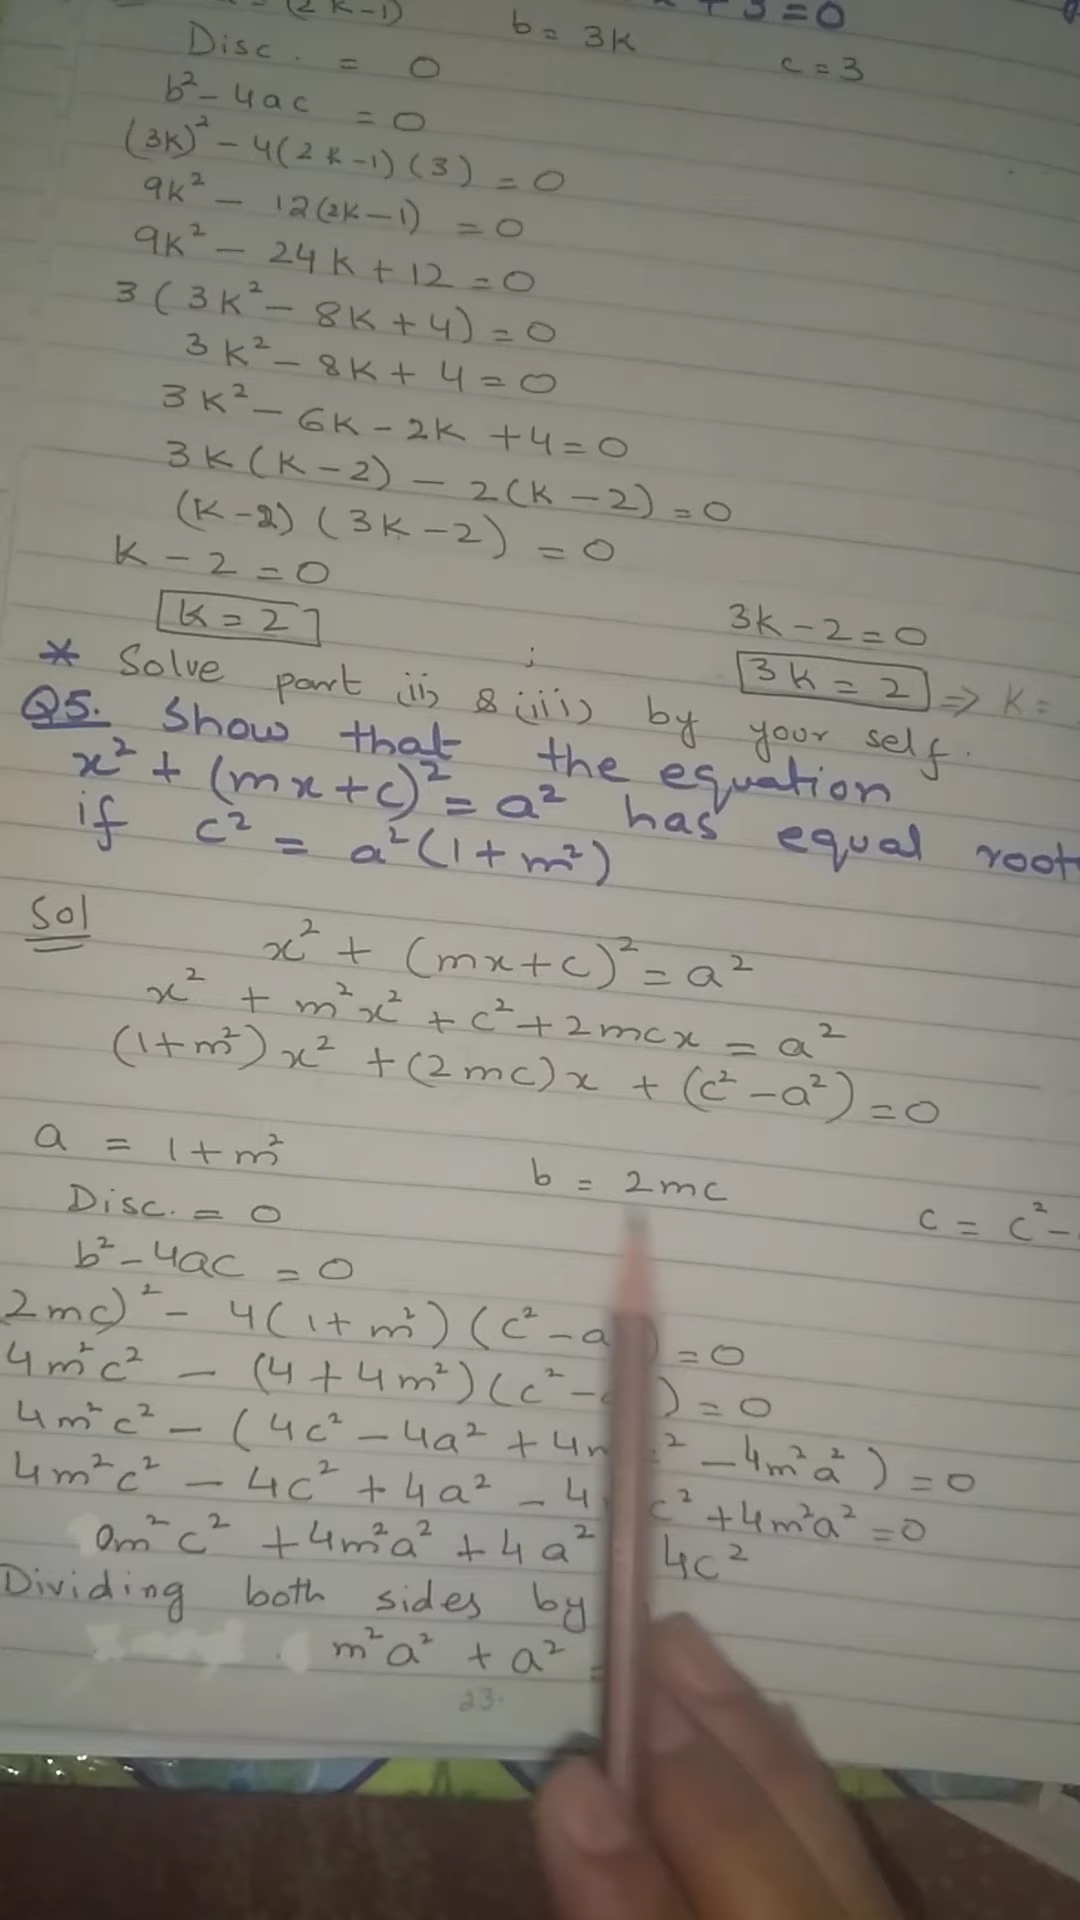 (2k-1)
+ 3 = 0
b = 3k
c = 3
Disc. = 0
b² - 4ac = 0
(3k)² - 4(2k-1)(3) = 0
9k² - 12(2k-1) = 0
9k² - 24k + 12 = 0
3(3k² - 8k + 4) = 0
3k² - 8k + 4 = 0
3k² - 6k - 2k + 4 = 0
3k(k-2) - 2(k-2) = 0
(k-2)(3k-2) = 0
k - 2 = 0
3k - 2 = 0
k = 2 ; 3k = 2 => k =
* Solve part (ii) & (iii) by your self.
Q5. Show that the equation
x² + (mx+c)² = a² has equal root
if c² = a²(1+m²)
Sol
x² + (mx+c)² = a²
x² + m²x² + c² + 2mcx = a²
(1+m²)x² + (2mc)x + (c²-a²) = 0
a = 1+m² b = 2mc c = c²-
Disc. = 0
b² - 4ac = 0
2mc)² - 4(1+m²)(c²-a ) = 0
4m²c² - (4+4m²)(c²- ) = 0
4m²c² - (4c² - 4a² + 4m ² - 4m²a²) = 0
4m²c² - 4c² + 4a² - 4 c² + 4m²a² = 0
0m²c² + 4m²a² + 4a² 4c²
Dividing both sides by
m²a² + a² =
23.